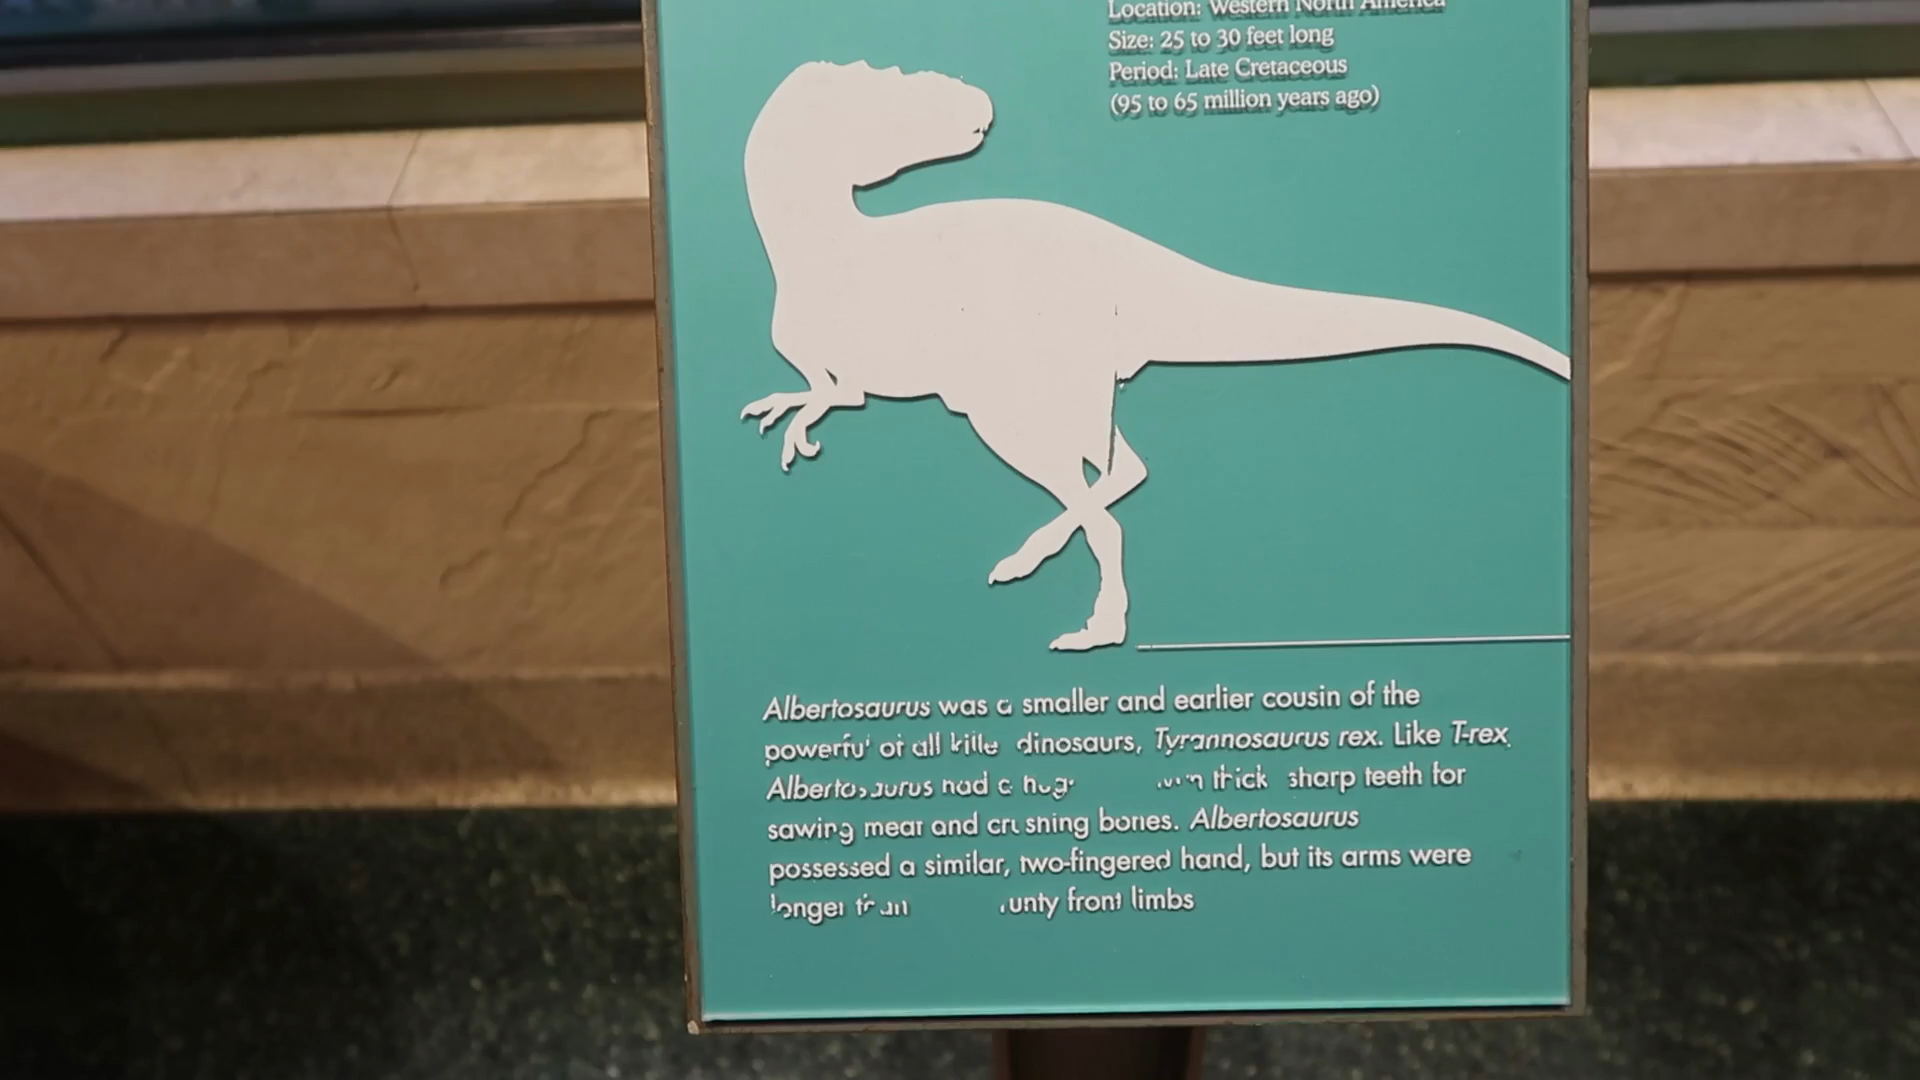 Location: Western North America
Size: 25 to 30 feet long
Period: Late Cretaceous
(95 to 65 million years ago)
Albertosaurus was a smaller and earlier cousin of the
powerful of all dinosaurs, Tyrannosaurus rex. Like T-rex,
Albertosaurus had a thick sharp teeth for
sawing meat and crushing bones. Albertosaurus
possessed a similar, two-fingered hand, but its arms were
longer than front limbs